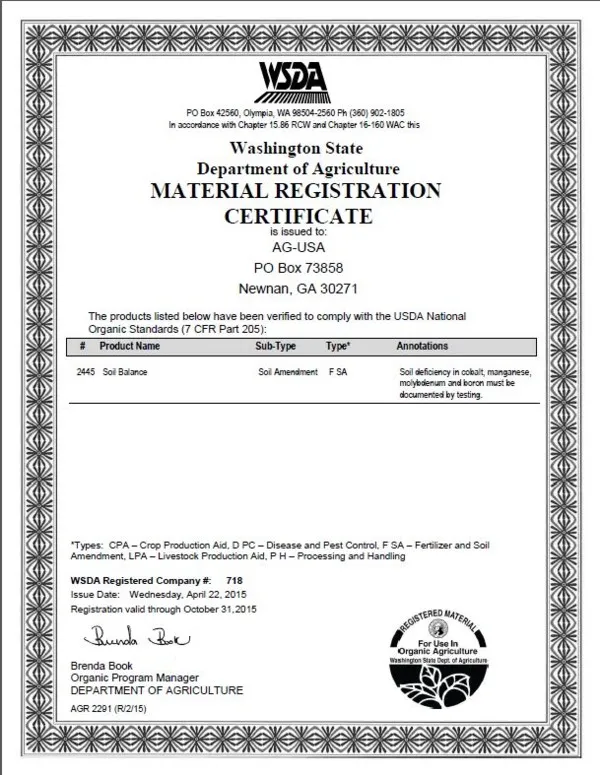 WSDA
PO Box 42560, Olympia, WA 98504-2560 Ph (360) 902-1805
In accordance with Chapter 15.86 RCW and Chapter 16-160 WAC this
Washington State
Department of Agriculture
MATERIAL REGISTRATION
CERTIFICATE
is issued to:
AG-USA
PO Box 73858
Newnan, GA 30271
The products listed below have been verified to comply with the USDA National
Organic Standards (7 CFR Part 205):
# Product Name Sub-Type Type* Annotations
2445 Soil Balance Soil Amendment F SA Soil deficiency in cobalt, manganese,
molybdenum and boron must be
documented by testing.
*Types: CPA – Crop Production Aid, D PC – Disease and Pest Control, F SA – Fertilizer and Soil
Amendment, LPA – Livestock Production Aid, P H – Processing and Handling
WSDA Registered Company #: 718
Issue Date: Wednesday, April 22, 2015
Registration valid through October 31,2015
Brenda Book
Brenda Book
Organic Program Manager
DEPARTMENT OF AGRICULTURE
AGR 2291 (R/2/15)
REGISTERED MATERIAL
For Use In
Organic Agriculture
Washington State Dept. of Agriculture